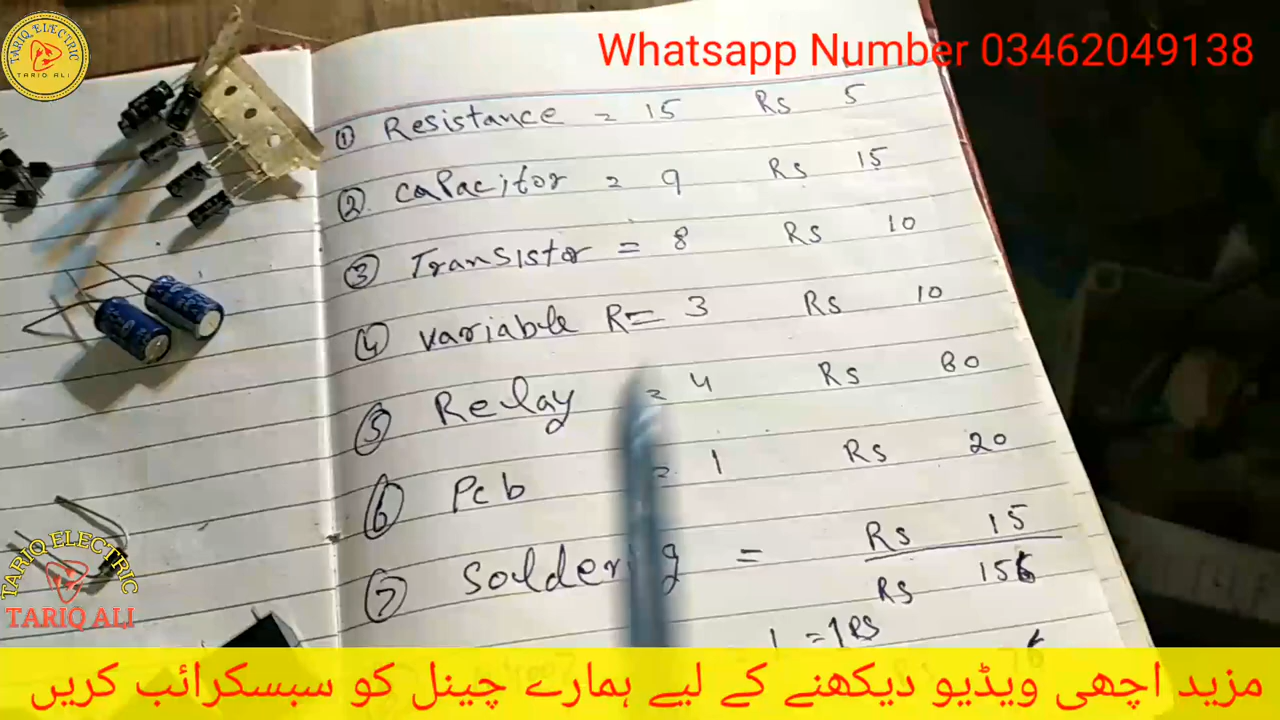 TARIQ ELECTRIC
TARIQ ALI
Whatsapp Number 03462049138
① Resistance = 15 Rs 5
② Capacitor = 9 Rs 15
③ Transistor = 8 Rs 10
④ variable R= 3 Rs 10
⑤ Relay = 4 Rs 80
⑥ Pcb = 1 Rs 20
⑦ Soldering = Rs 15
Rs 156
1 = 1RS
TARIQ ELECTRIC
TARIQ ALI
مزید اچھی ویڈیو دیکھنے کے لیے ہمارے چینل کو سبسکرائب کریں